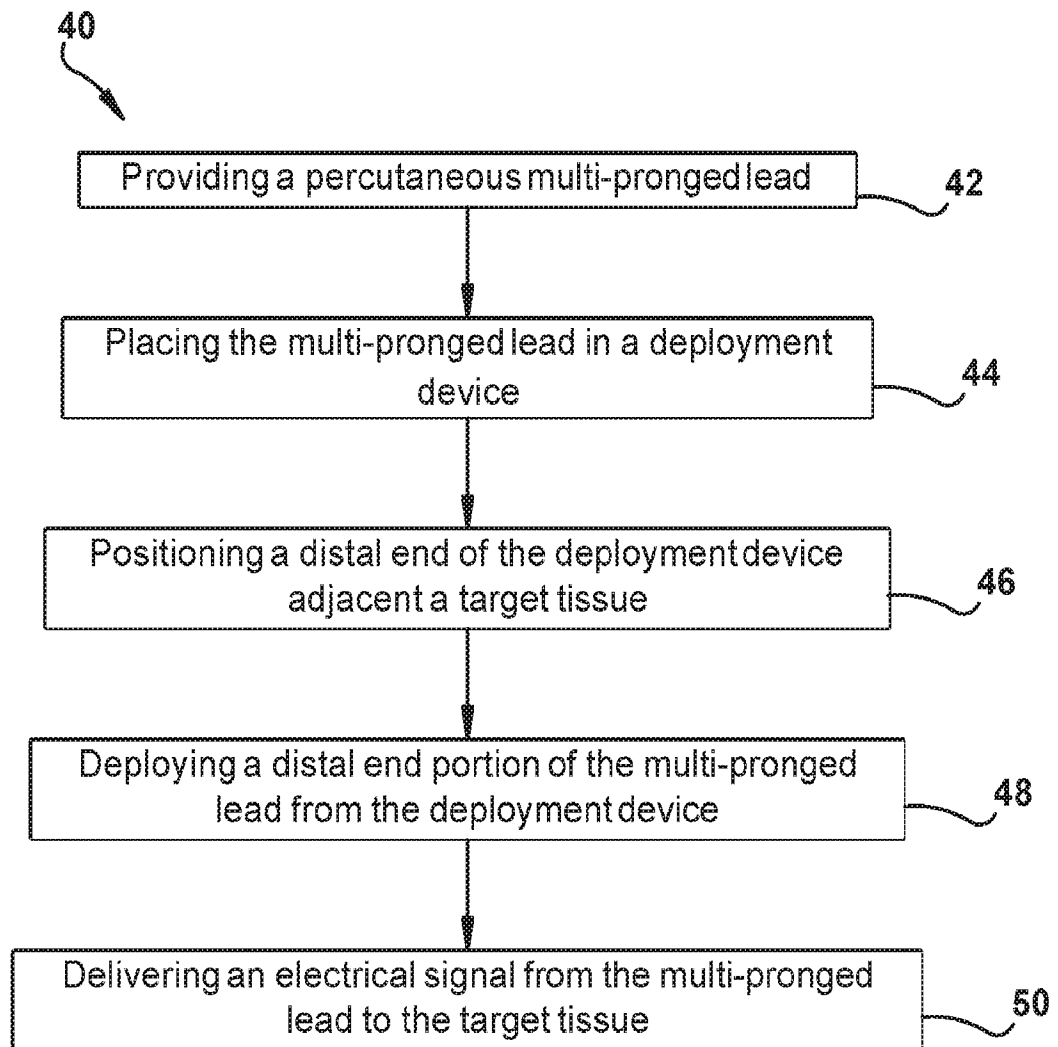 40
Providing a percutaneous multi-pronged lead
42
Placing the multi-pronged lead in a deployment
device
44
Positioning a distal end of the deployment device
adjacent a target tissue
46
Deploying a distal end portion of the multi-pronged
lead from the deployment device
48
Delivering an electrical signal from the multi-pronged
lead to the target tissue
50